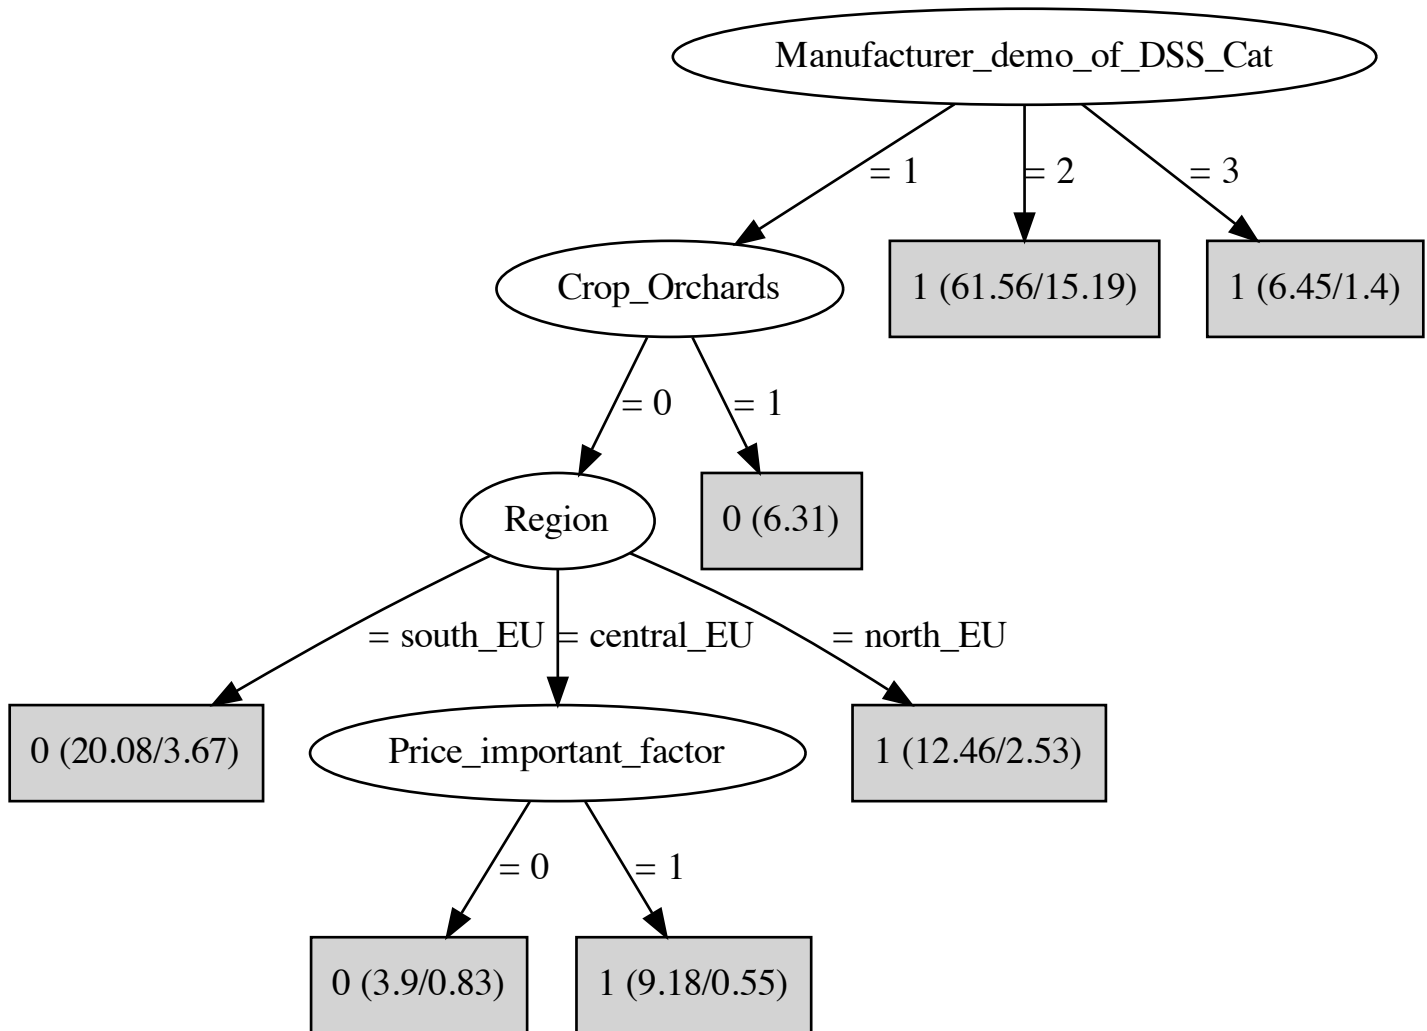 Manufacturer_demo_of_DSS_Cat
= 1
= 2
= 3
Crop_Orchards
1 (61.56/15.19)
1 (6.45/1.4)
= 0
= 1
Region
0 (6.31)
= south_EU
= central_EU
= north_EU
0 (20.08/3.67)
Price_important_factor
1 (12.46/2.53)
= 0
= 1
0 (3.9/0.83)
1 (9.18/0.55)